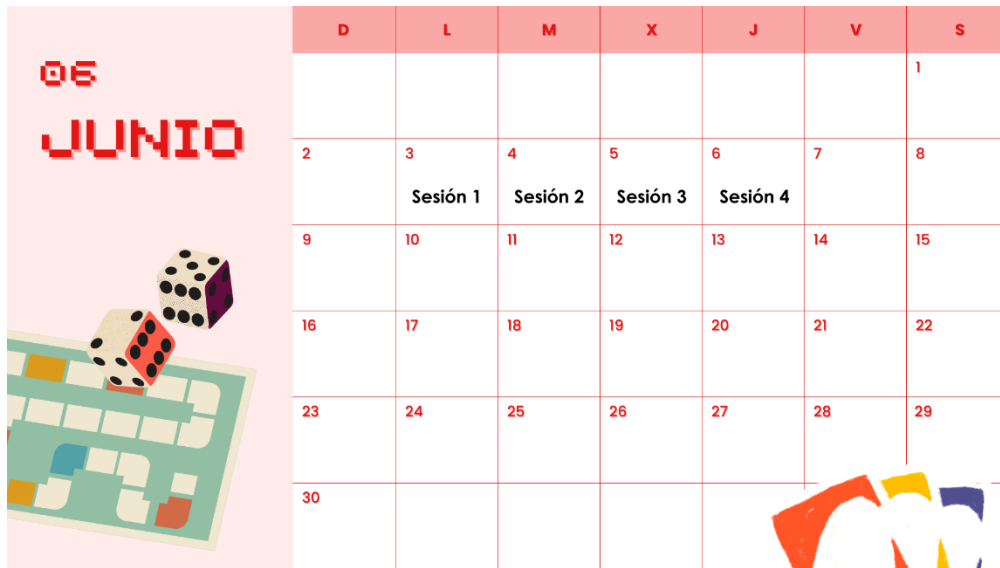 06
JUNIO
D L M X J V S
1
2 3 4 5 6 7 8
Sesión 1 Sesión 2 Sesión 3 Sesión 4
9 10 11 12 13 14 15
16 17 18 19 20 21 22
23 24 25 26 27 28 29
30